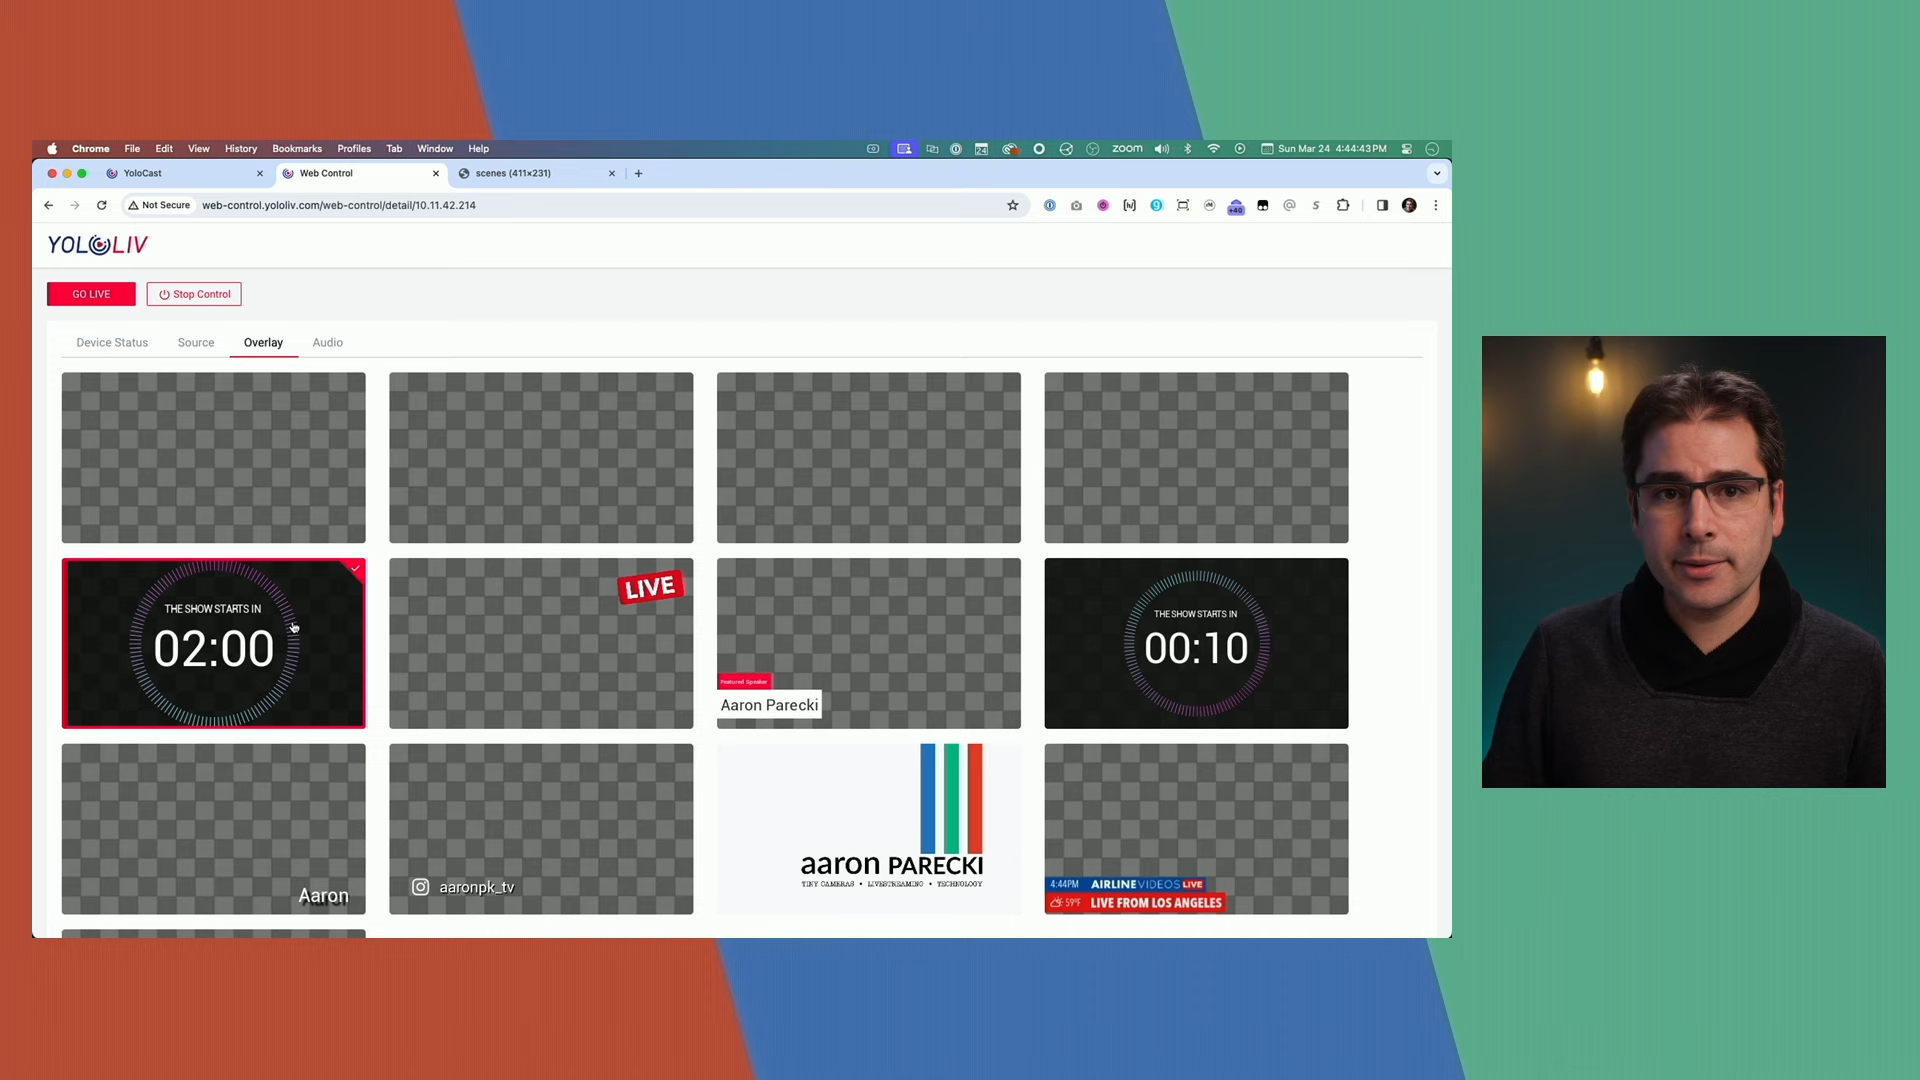 Chrome File Edit View History Bookmarks Profiles Tab Window Help
24 zoom Sun Mar 24 4:44:43 PM
YoloCast
Web Control
scenes (411×231)
Not Secure
web-control.yololiv.com/web-control/detail/10.11.42.214
+40
YOLOLIV
GO LIVE
Stop Control
Device Status
Source
Overlay
Audio
THE SHOW STARTS IN
02:00
LIVE
Featured Speaker
Aaron Parecki
THE SHOW STARTS IN
00:10
Aaron
aaronpk_tv
aaron PARECKI
TINY CAMERAS • LIVESTREAMING • TECHNOLOGY
4:44PM AIRLINEVIDEOS LIVE
59°F LIVE FROM LOS ANGELES